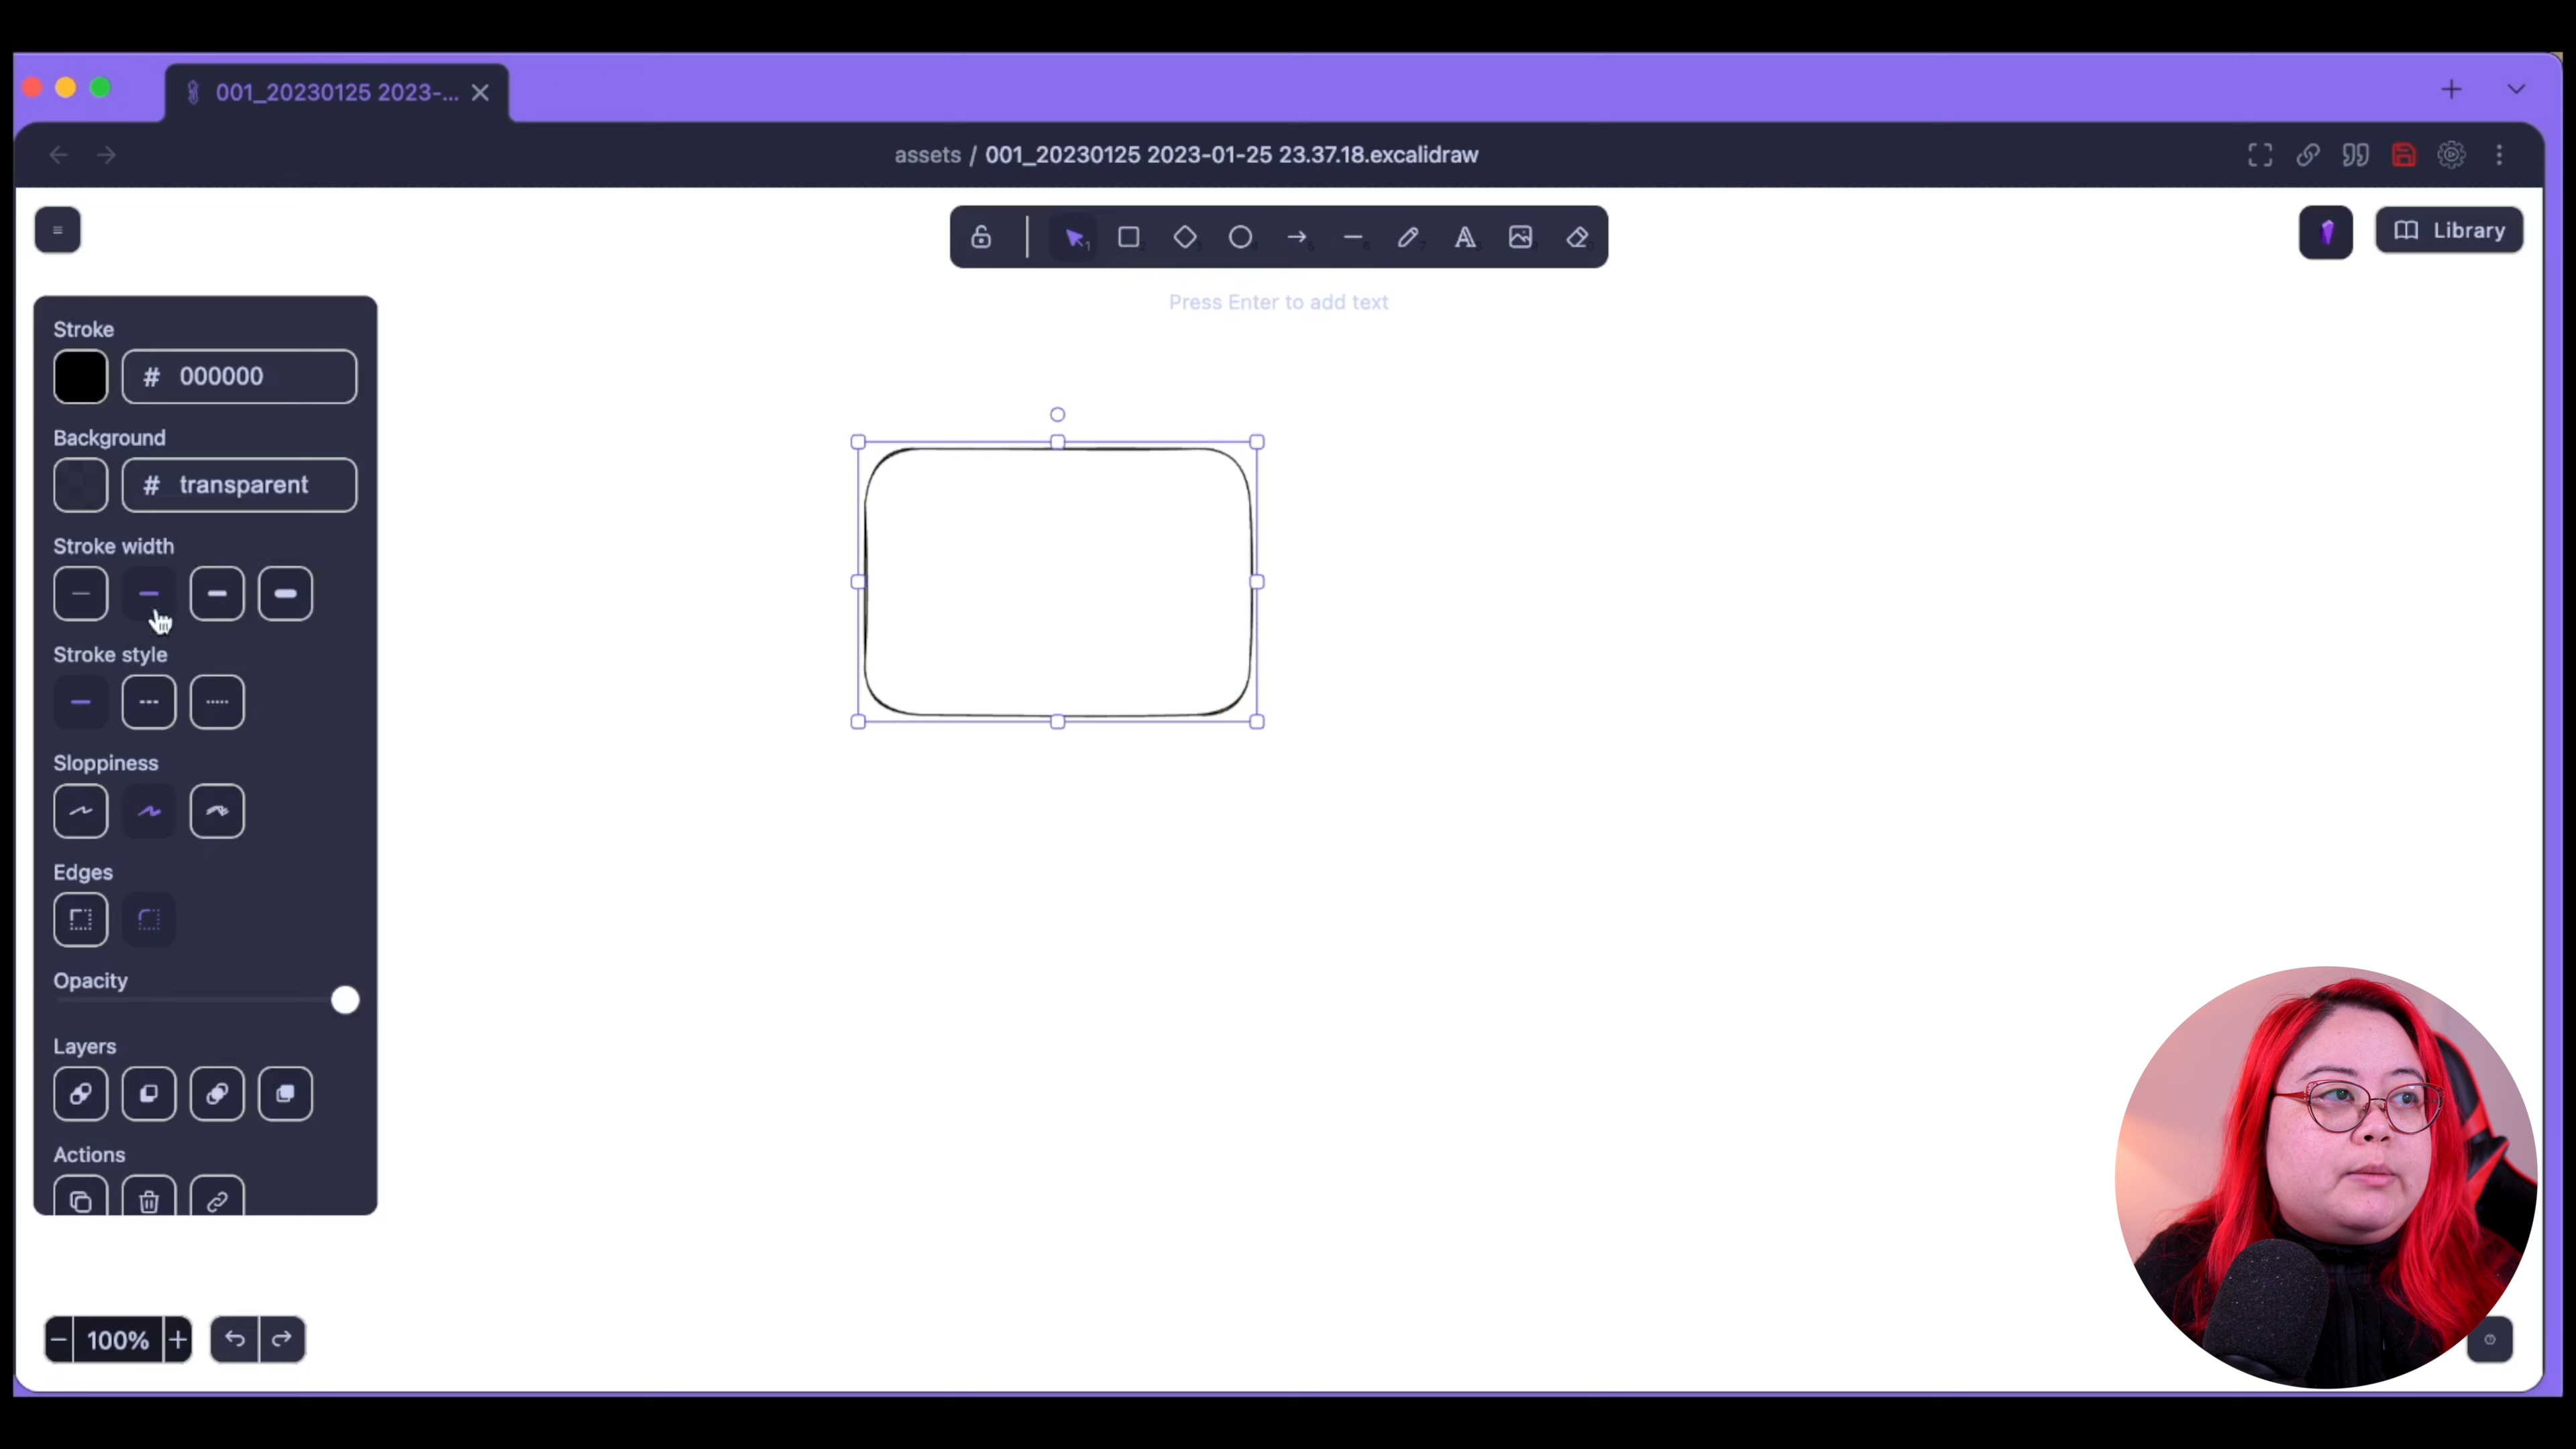 001_20230125 2023-...
assets / 001_20230125 2023-01-25 23.37.18.excalidraw
Library
Press Enter to add text
Stroke
# 000000
Background
# transparent
Stroke width
Stroke style
Sloppiness
Edges
Opacity
Layers
Actions
100%